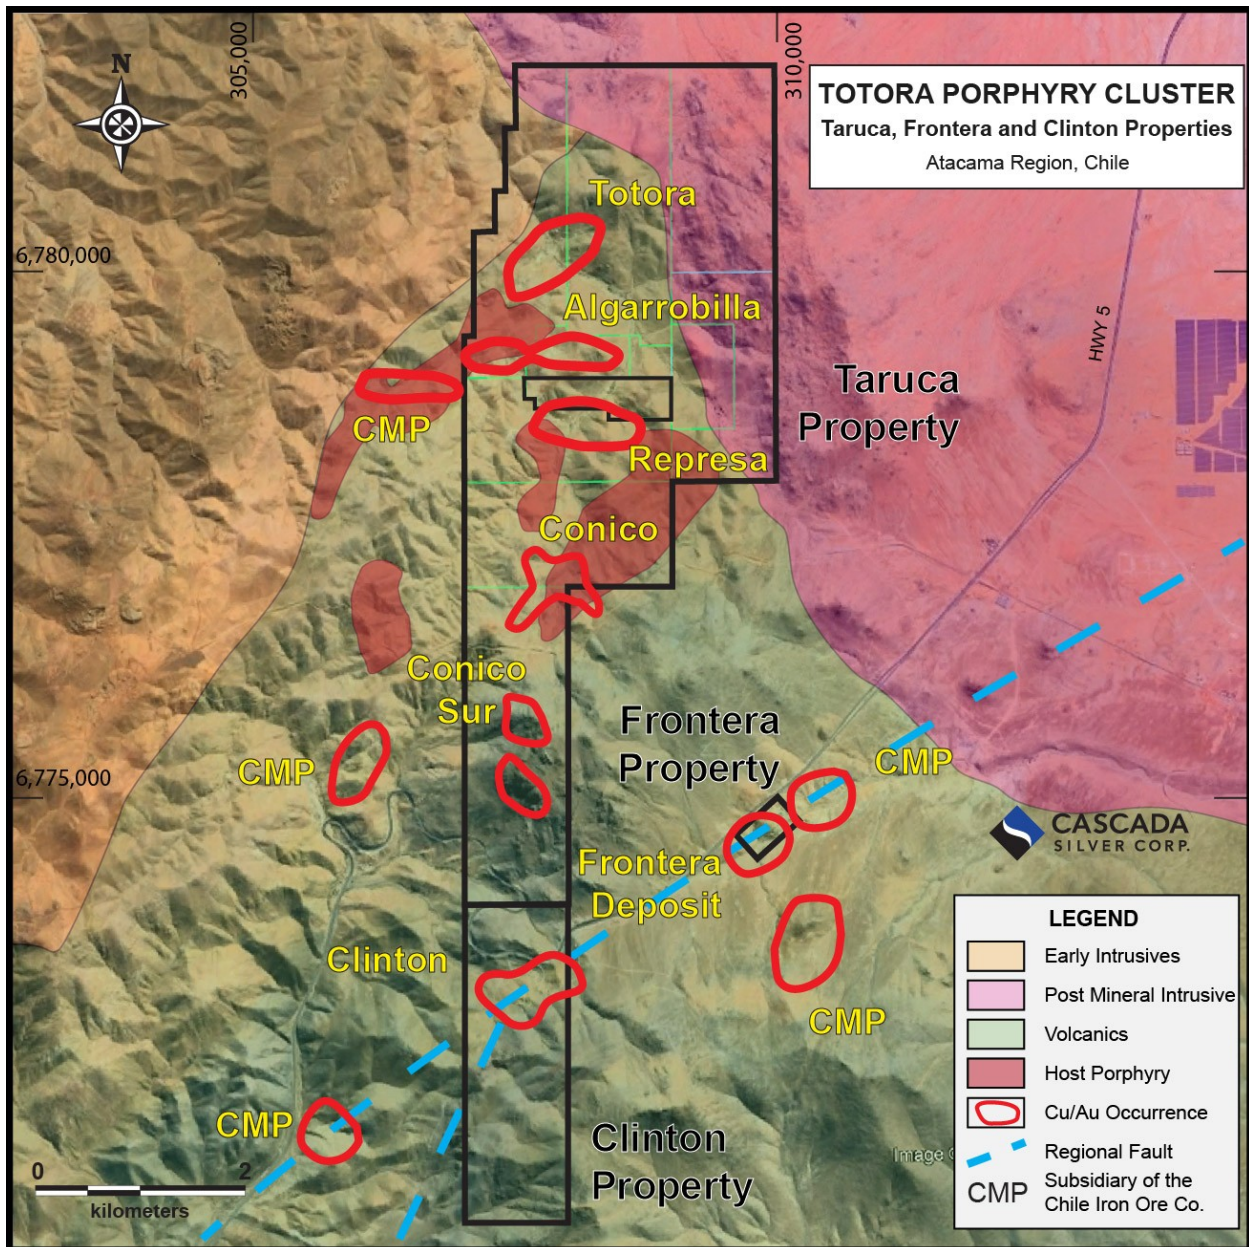 N
305,000
310,000
TOTORA PORPHYRY CLUSTER
Taruca, Frontera and Clinton Properties
Atacama Region, Chile
6,780,000
Totora
Algarrobilla
HWY 5
Taruca
Property
CMP
Represa
Conico
Conico
Sur
Frontera
Property
CMP
CMP
6,775,000
CASCADA
SILVER CORP.
Frontera
Deposit
Clinton
CMP
CMP
Clinton
Property
Image
0
2
kilometers
LEGEND
Early Intrusives
Post Mineral Intrusive
Volcanics
Host Porphyry
Cu/Au Occurrence
Regional Fault
CMP
Subsidiary of the
Chile Iron Ore Co.